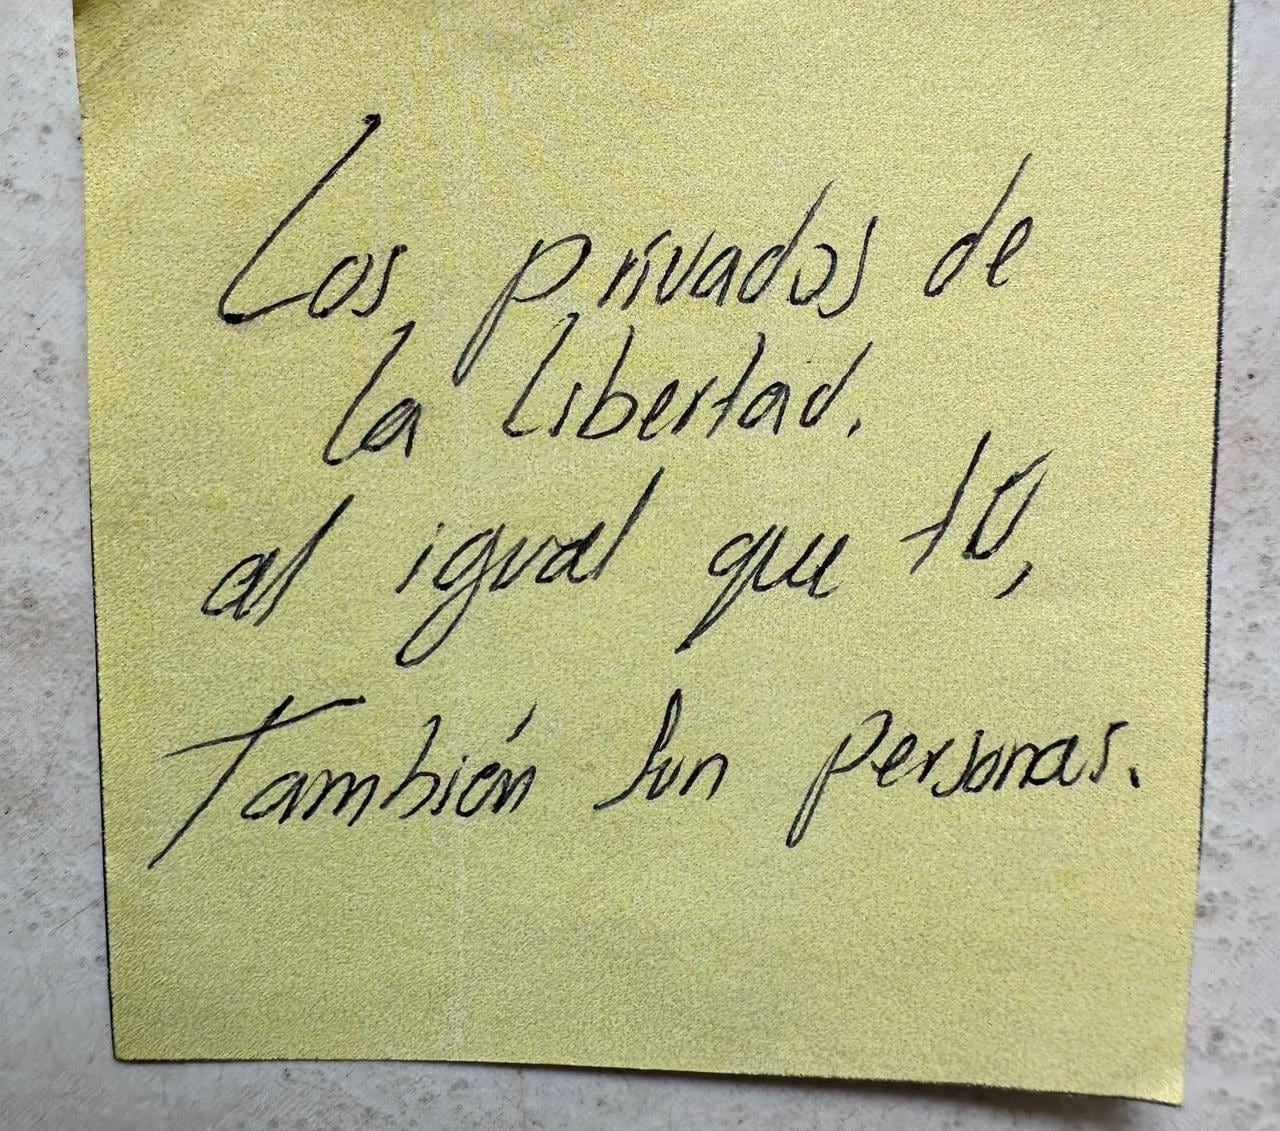 Los privados de
la libertad.
al igual que tú,
también son personas.